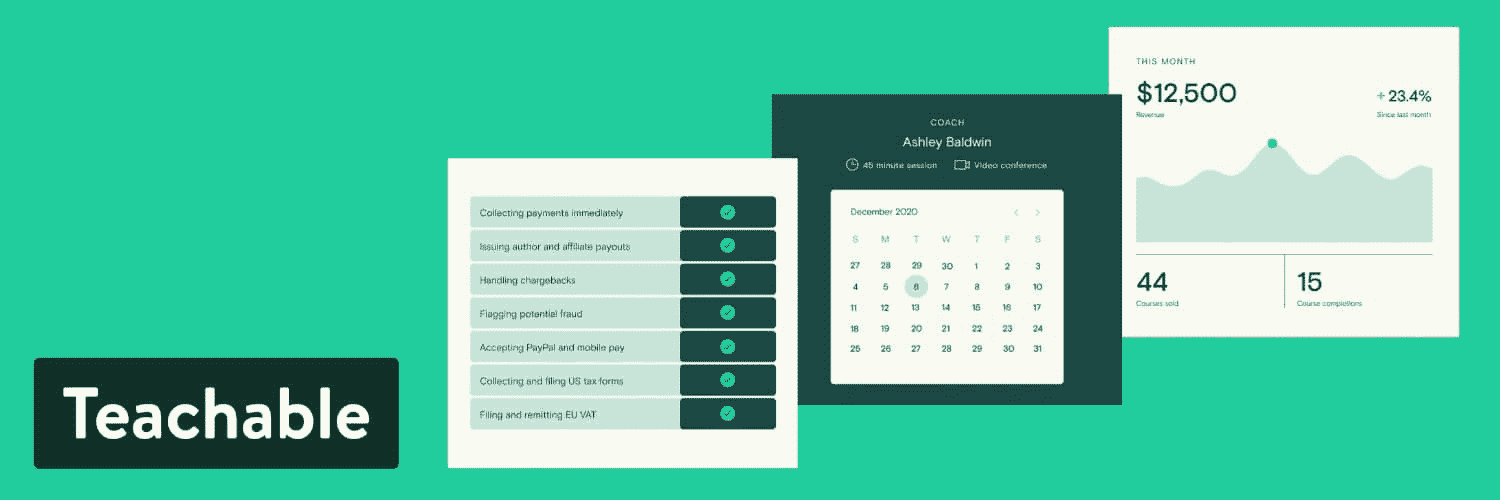 Teachable
Collecting payments immediately
Issuing author and affiliate payouts
Handling chargebacks
Flagging potential fraud
Accepting PayPal and mobile pay
Collecting and filing US tax forms
Filing and remitting EU VAT
COACH
Ashley Baldwin
45 minute session Video conference
December 2020
S M T W T F S
27 28 29 30 1 2 3
4 5 6 7 8 9 10
11 12 13 14 15 16 17
18 19 20 21 22 23 24
25 26 27 28 29 30 31
THIS MONTH
$12,500 + 23.4%
Revenue Since last month
44 15
Courses sold Course completions